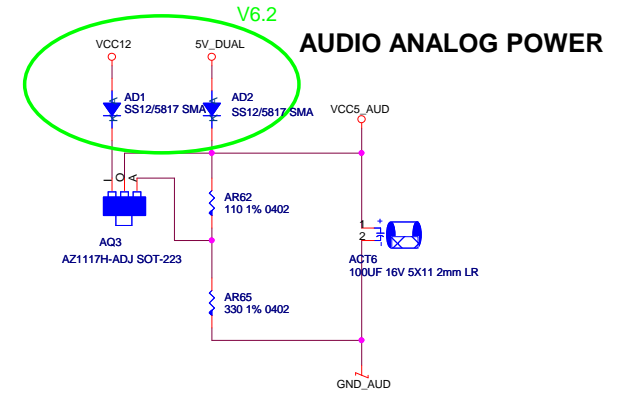 V6.2
VCC12
5V_DUAL
AUDIO ANALOG POWER
AD1
SS12/5817 SMA
AD2
SS12/5817 SMA
VCC5_AUD
I
O
A
AR62
110 1% 0402
AQ3
AZ1117H-ADJ SOT-223
1
2
+
-
ACT6
100UF 16V 5X11 2mm LR
AR65
330 1% 0402
GND_AUD